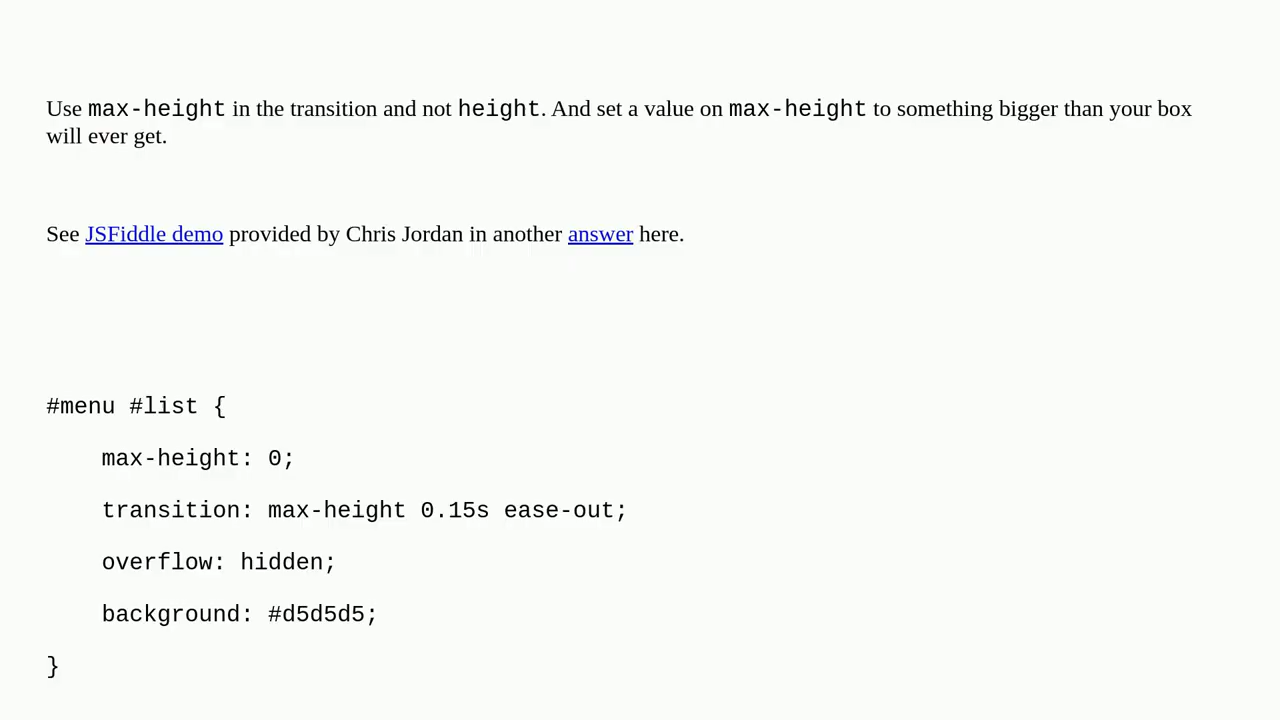 Use max-height in the transition and not height. And set a value on max-height to something bigger than your box
will ever get.
See JSFiddle demo provided by Chris Jordan in another answer here.
#menu #list {
    max-height: 0;
    transition: max-height 0.15s ease-out;
    overflow: hidden;
    background: #d5d5d5;
}